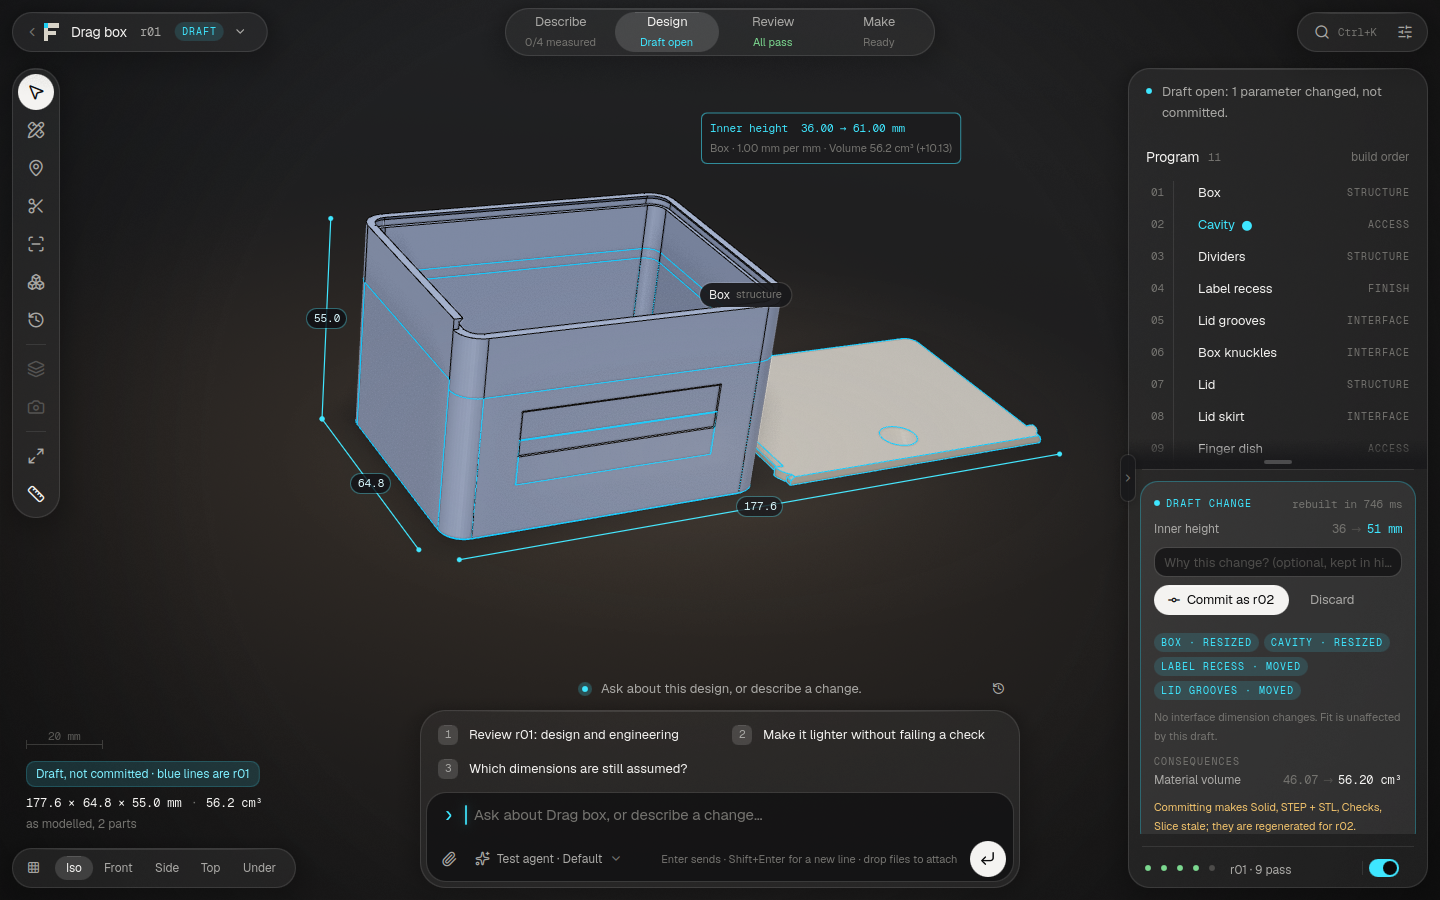 Drag box r01 DRAFT
Describe
0/4 measured
Design
Draft open
Review
All pass
Make
Ready
Ctrl+K
Inner height 36.00 → 61.00 mm
Box · 1.00 mm per mm · Volume 56.2 cm³ (+10.13)
Box structure
55.0
64.8
177.6
Draft open: 1 parameter changed, not
committed.
Program 11 build order
01 Box STRUCTURE
02 Cavity ACCESS
03 Dividers STRUCTURE
04 Label recess FINISH
05 Lid grooves INTERFACE
06 Box knuckles INTERFACE
07 Lid STRUCTURE
08 Lid skirt INTERFACE
09 Finger dish ACCESS
DRAFT CHANGE rebuilt in 746 ms
Inner height 36 → 51 mm
Why this change? (optional, kept in hi...
Commit as r02 Discard
BOX · RESIZED CAVITY · RESIZED
LABEL RECESS · MOVED
LID GROOVES · MOVED
No interface dimension changes. Fit is unaffected
by this draft.
CONSEQUENCES
Material volume 46.07 → 56.20 cm³
Committing makes Solid, STEP + STL, Checks,
Slice stale; they are regenerated for r02.
r01 · 9 pass
Ask about this design, or describe a change.
1 Review r01: design and engineering
2 Make it lighter without failing a check
3 Which dimensions are still assumed?
Ask about Drag box, or describe a change...
Test agent · Default
Enter sends · Shift+Enter for a new line · drop files to attach
20 mm
Draft, not committed · blue lines are r01
177.6 × 64.8 × 55.0 mm · 56.2 cm³
as modelled, 2 parts
Iso Front Side Top Under